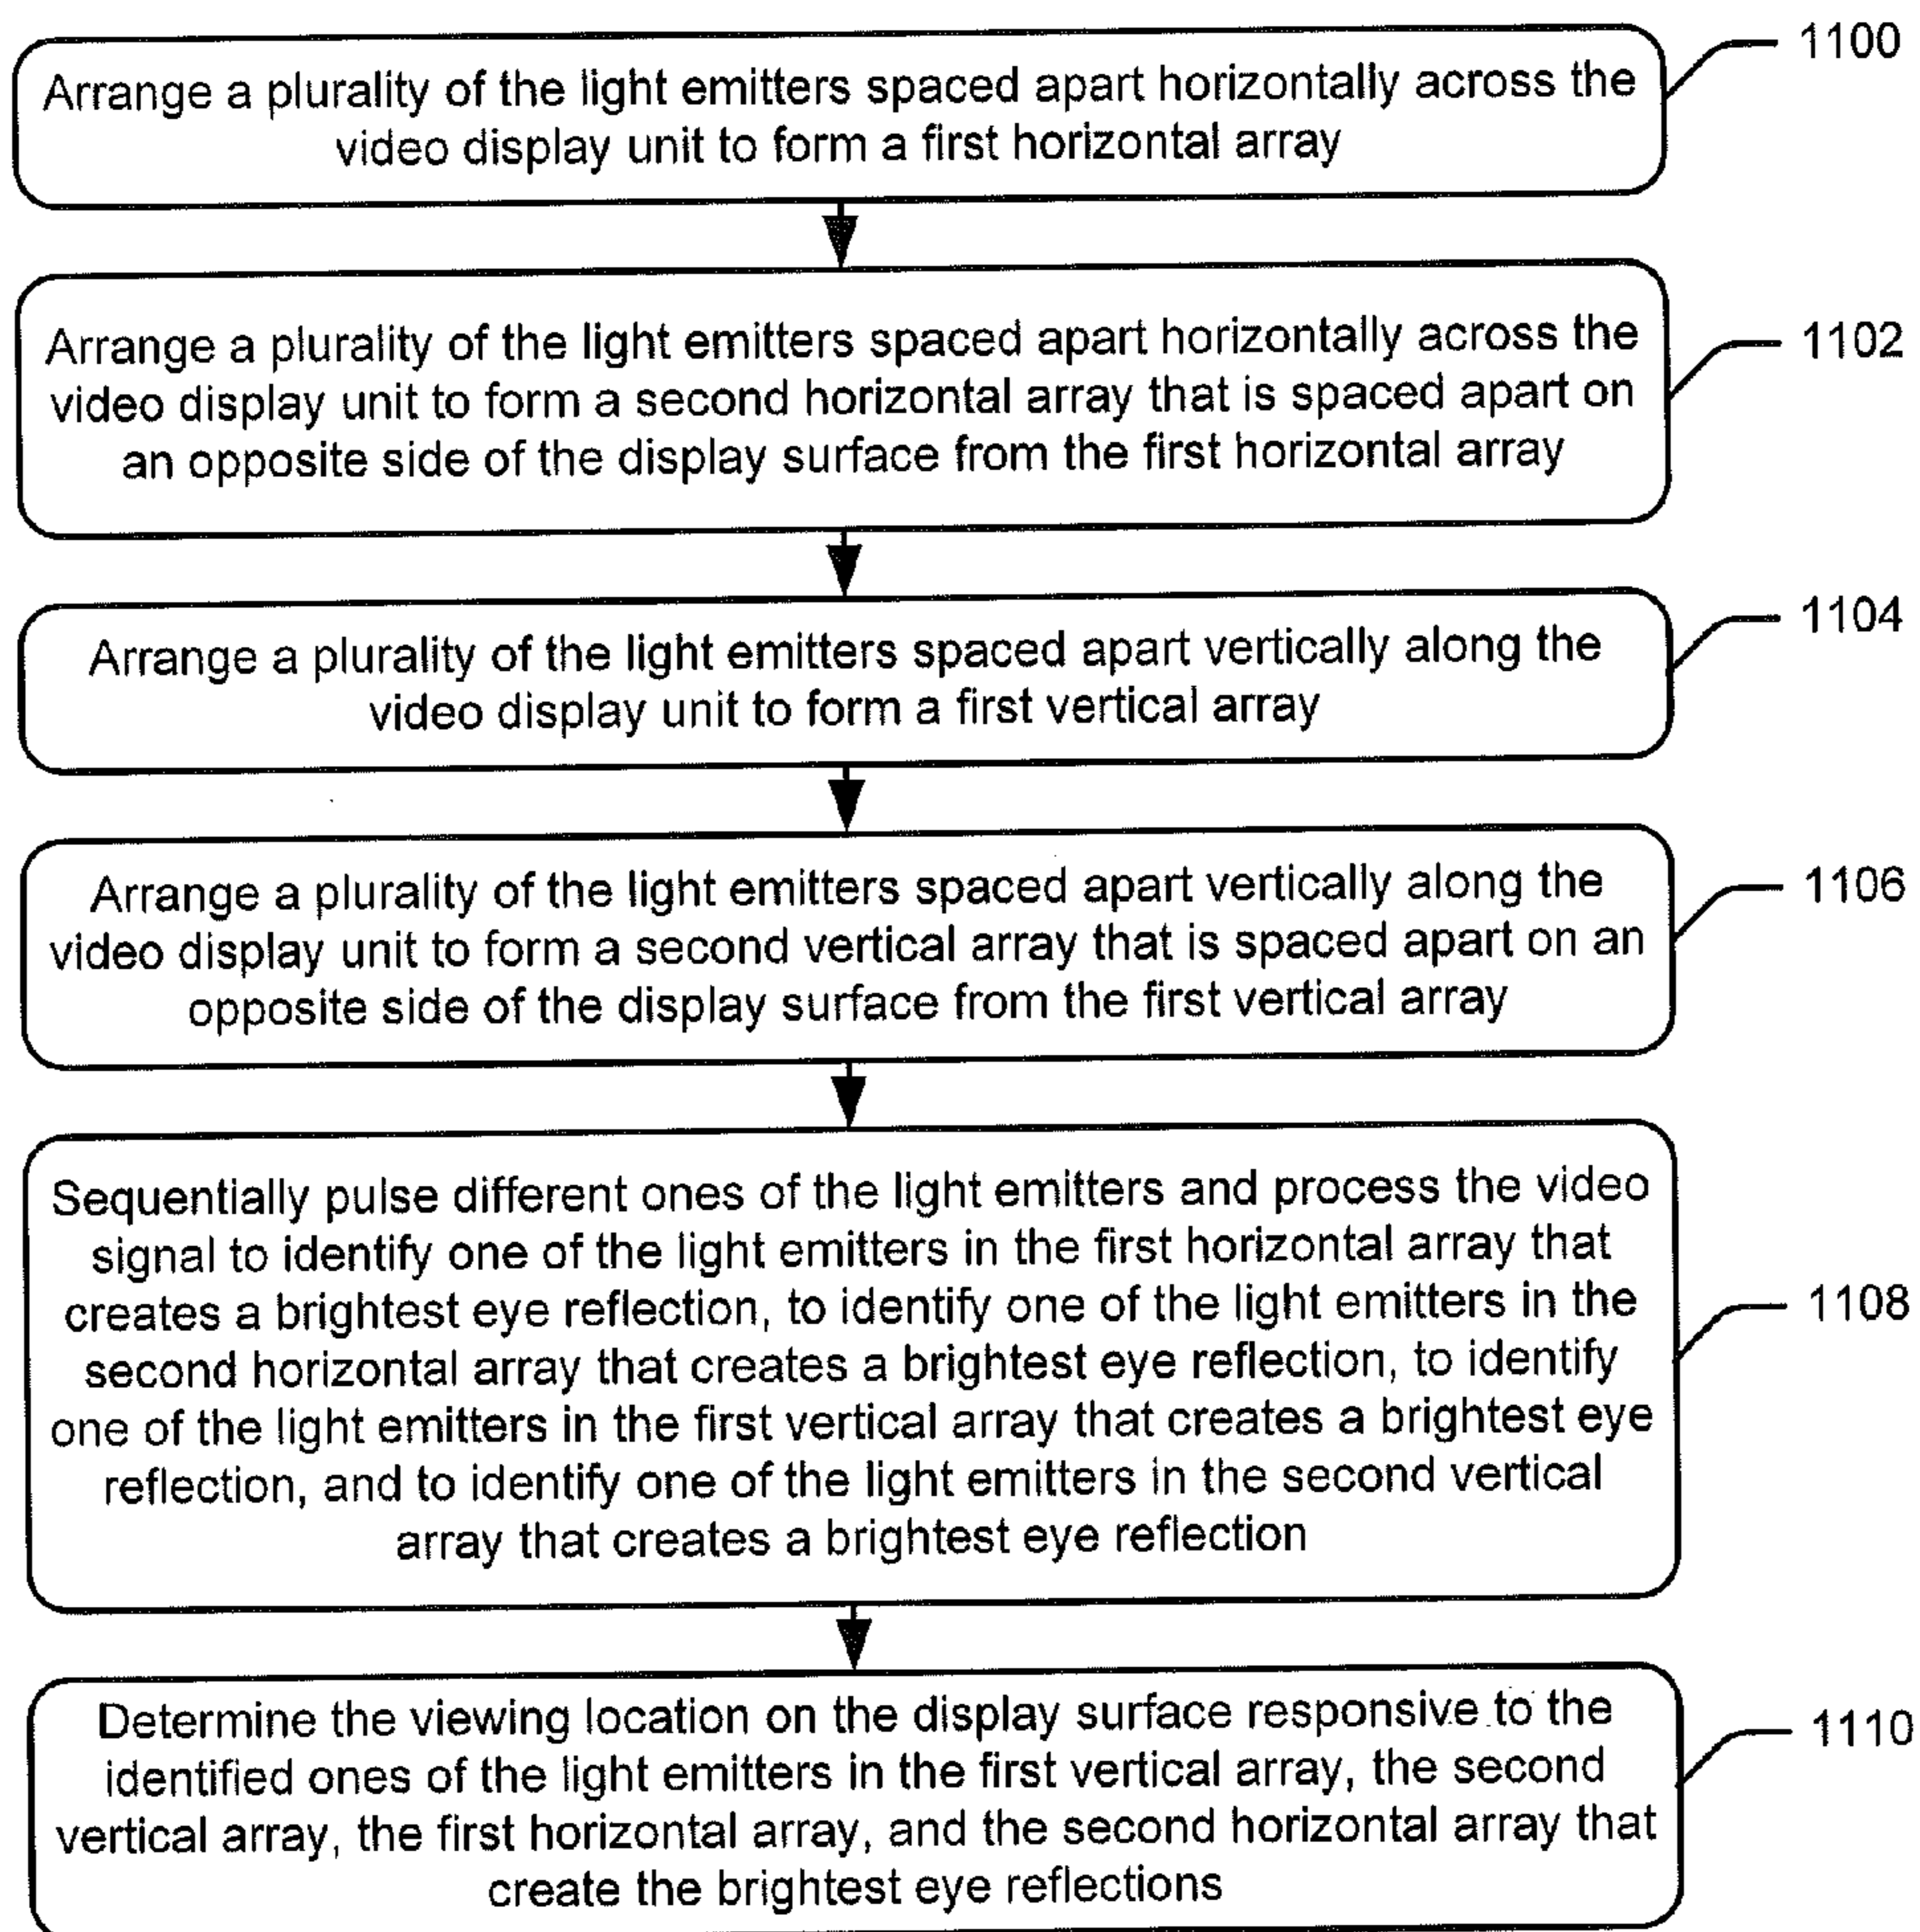 Arrange a plurality of the light emitters spaced apart horizontally across the
video display unit to form a first horizontal array
1100
Arrange a plurality of the light emitters spaced apart horizontally across the
video display unit to form a second horizontal array that is spaced apart on
an opposite side of the display surface from the first horizontal array
1102
Arrange a plurality of the light emitters spaced apart vertically along the
video display unit to form a first vertical array
1104
Arrange a plurality of the light emitters spaced apart vertically along the
video display unit to form a second vertical array that is spaced apart on an
opposite side of the display surface from the first vertical array
1106
Sequentially pulse different ones of the light emitters and process the video
signal to identify one of the light emitters in the first horizontal array that
creates a brightest eye reflection, to identify one of the light emitters in the
second horizontal array that creates a brightest eye reflection, to identify
one of the light emitters in the first vertical array that creates a brightest eye
reflection, and to identify one of the light emitters in the second vertical
array that creates a brightest eye reflection
1108
Determine the viewing location on the display surface responsive to the
identified ones of the light emitters in the first vertical array, the second
vertical array, the first horizontal array, and the second horizontal array that
create the brightest eye reflections
1110